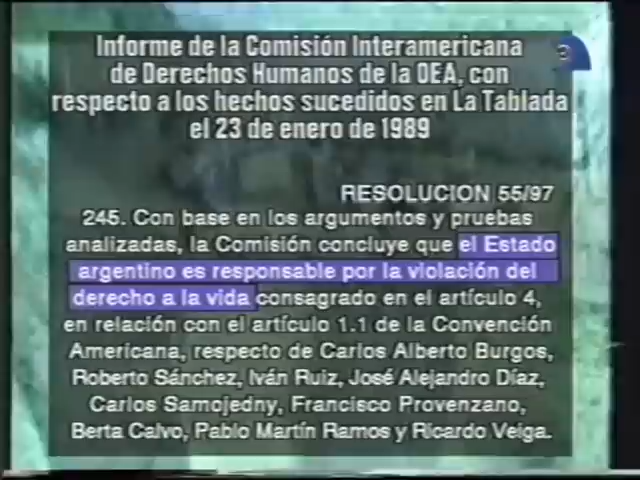 Informe de la Comisión Interamericana
de Derechos Humanos de la OEA, con
respecto a los hechos sucedidos en La Tablada
el 23 de enero de 1989
RESOLUCION 55/97
245. Con base en los argumentos y pruebas
analizadas, la Comisión concluye que el Estado
argentino es responsable por la violación del
derecho a la vida consagrado en el artículo 4,
en relación con el artículo 1.1 de la Convención
Americana, respecto de Carlos Alberto Burgos,
Roberto Sánchez, Iván Ruiz, José Alejandro Díaz,
Carlos Samojedny, Francisco Provenzano,
Berta Calvo, Pablo Martín Ramos y Ricardo Veiga.